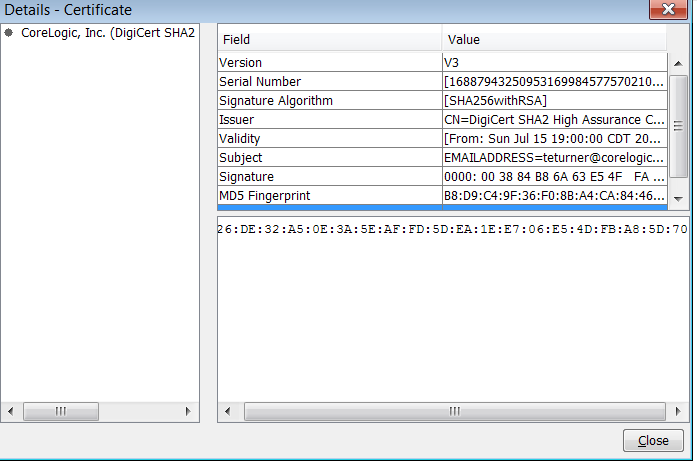 Details - Certificate
CoreLogic, Inc. (DigiCert SHA2
Field Value
Version V3
Serial Number [16887943250953169984577570210...
Signature Algorithm [SHA256withRSA]
Issuer CN=DigiCert SHA2 High Assurance C...
Validity [From: Sun Jul 15 19:00:00 CDT 20...
Subject EMAILADDRESS=teturner@corelogic...
Signature 0000: 00 38 84 B8 6A 63 E5 4F FA ...
MD5 Fingerprint B8:D9:C4:9F:36:F0:8B:A4:CA:84:46...
26:DE:32:A5:0E:3A:5E:AF:FD:5D:EA:1E:E7:06:E5:4D:FB:A8:5D:70
Close